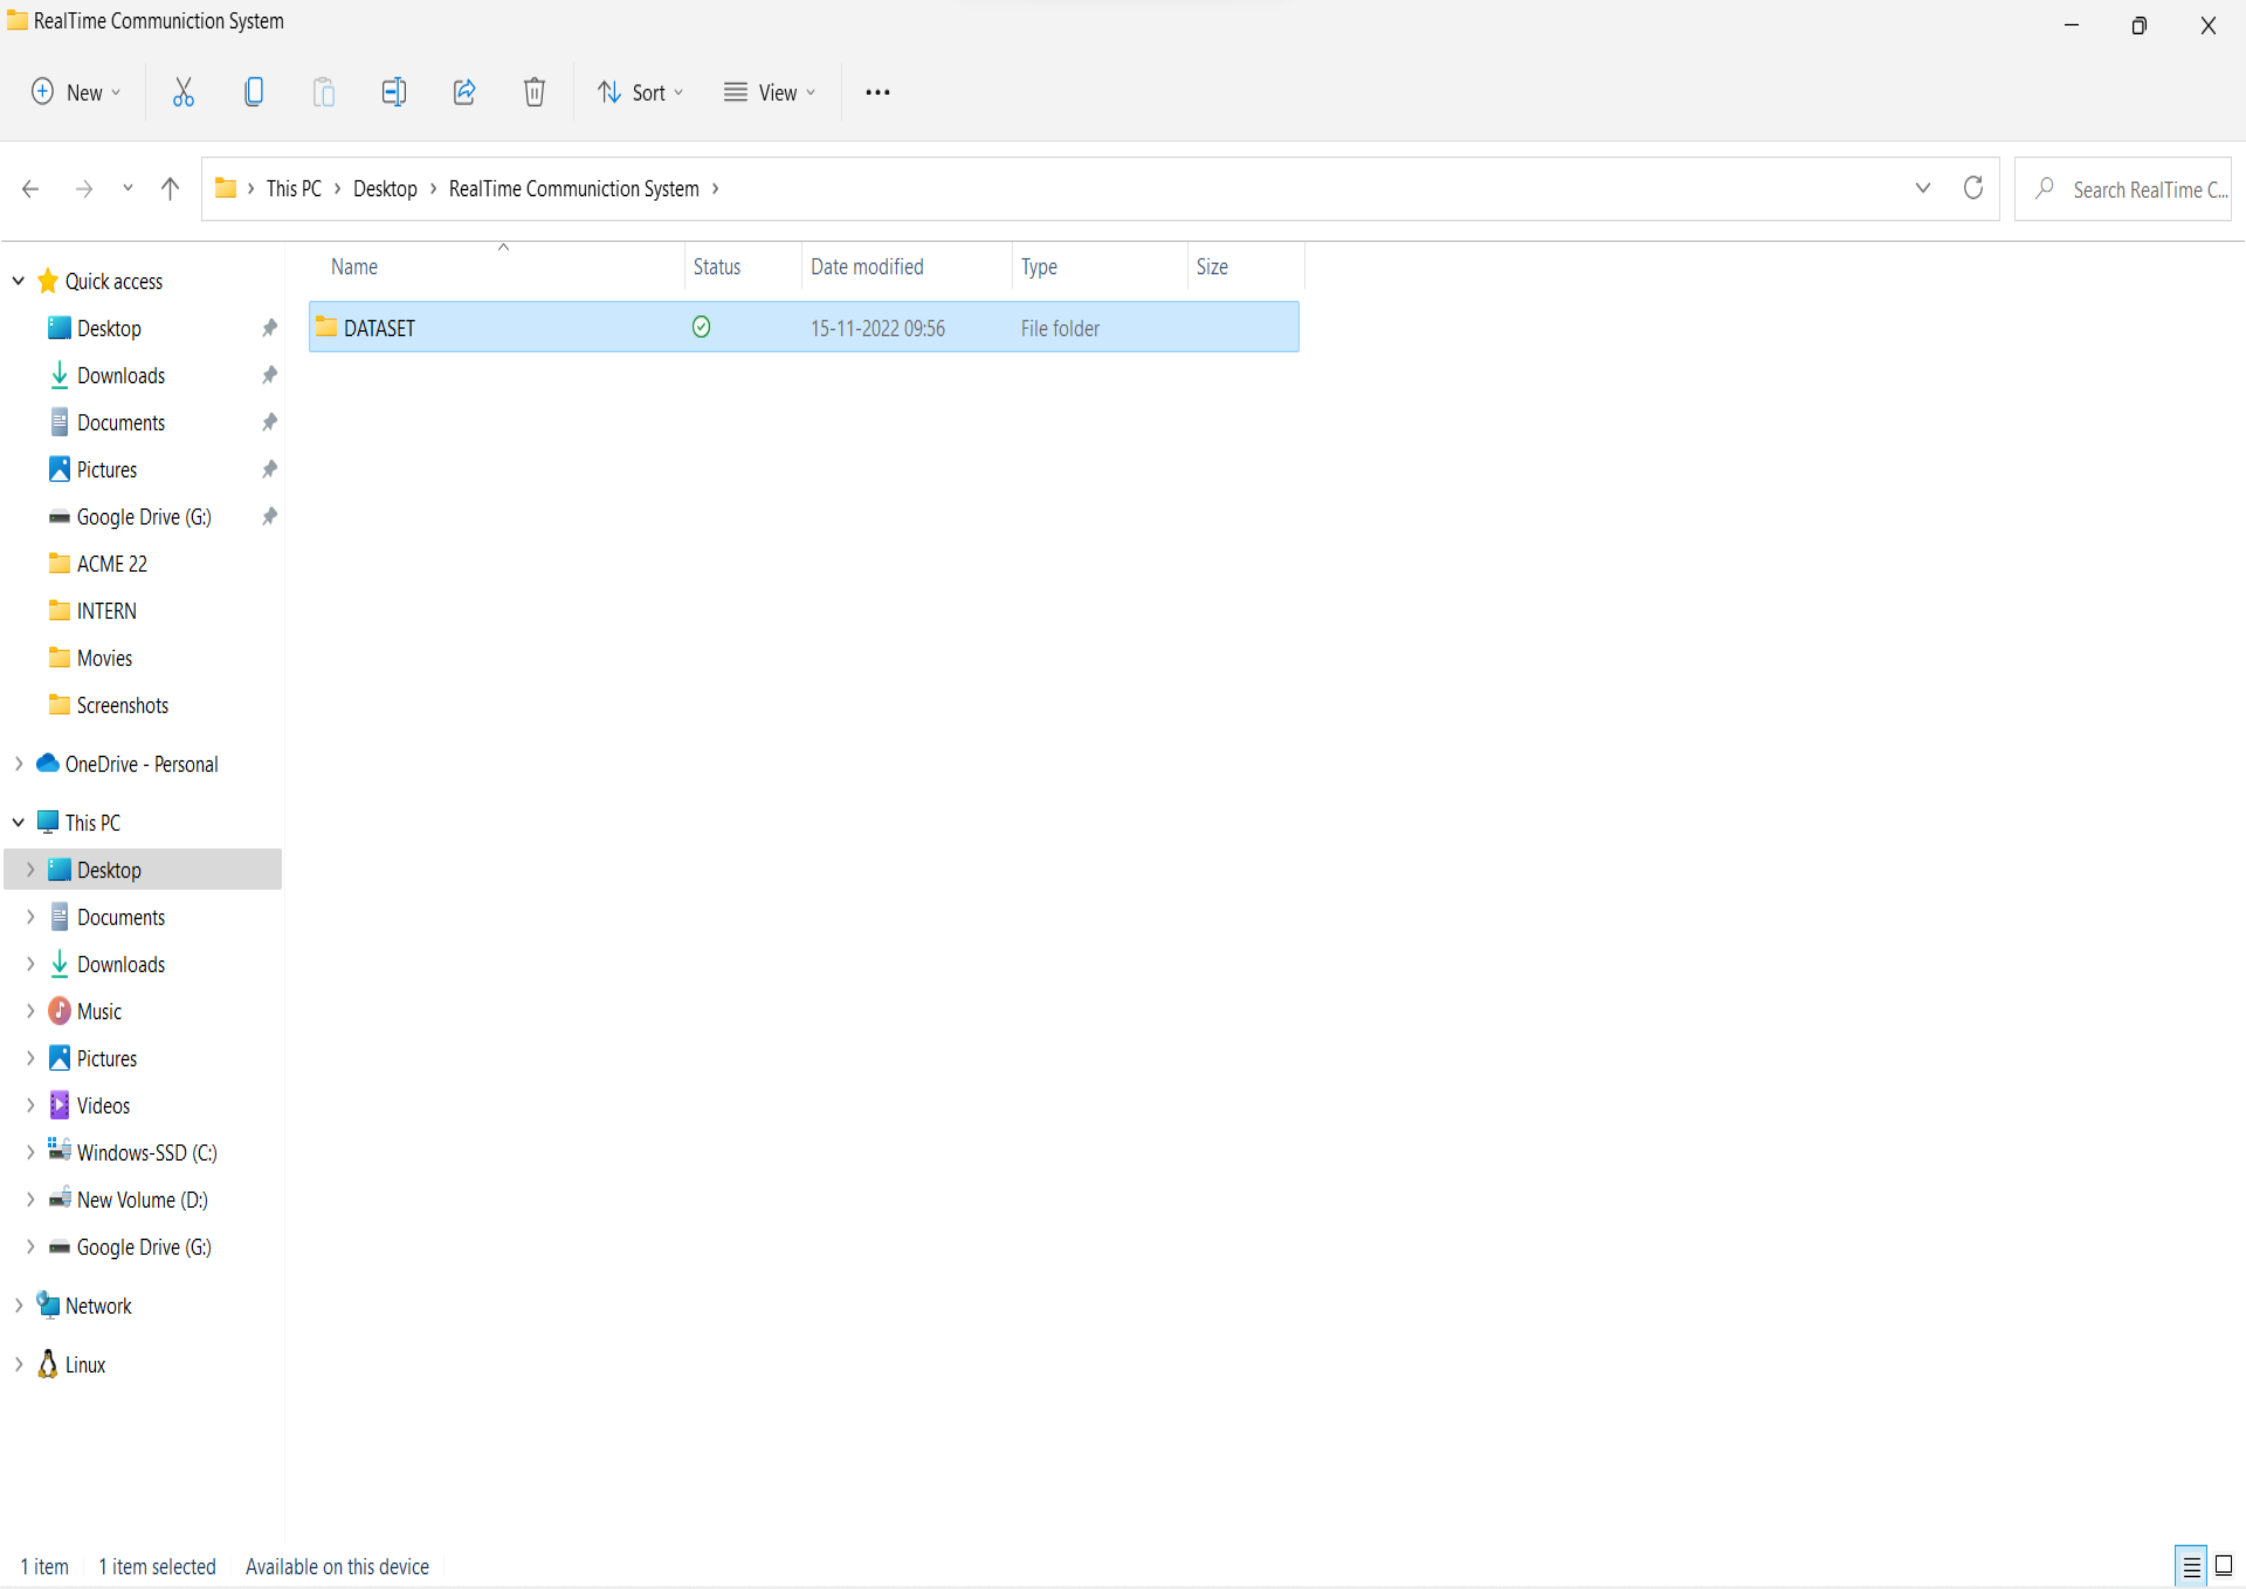 RealTime Communiction System
New Sort View
This PC Desktop RealTime Communiction System Search RealTime C...
Name Status Date modified Type Size
DATASET 15-11-2022 09:56 File folder
Quick access
Desktop
Downloads
Documents
Pictures
Google Drive (G:)
ACME 22
INTERN
Movies
Screenshots
OneDrive - Personal
This PC
Desktop
Documents
Downloads
Music
Pictures
Videos
Windows-SSD (C:)
New Volume (D:)
Google Drive (G:)
Network
Linux
1 item 1 item selected Available on this device